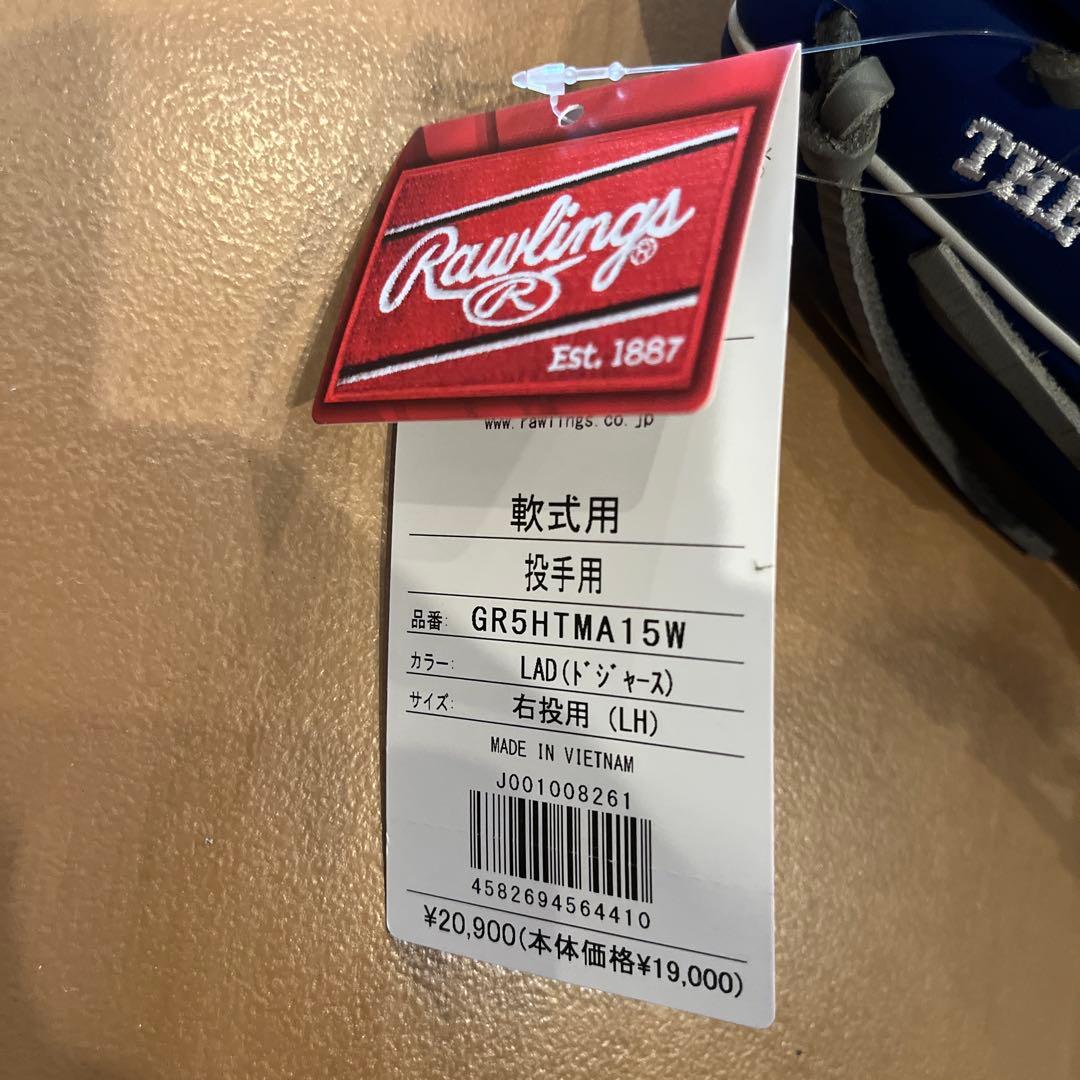 Rawlings®
R
Est. 1887
THE
www.rawlings.co.jp
軟式用
投手用
品番: GR5HTMA15W
カラー: LAD(ドジャース)
サイズ: 右投用 (LH)
MADE IN VIETNAM
J001008261
4582694564410
¥20,900(本体価格¥19,000)